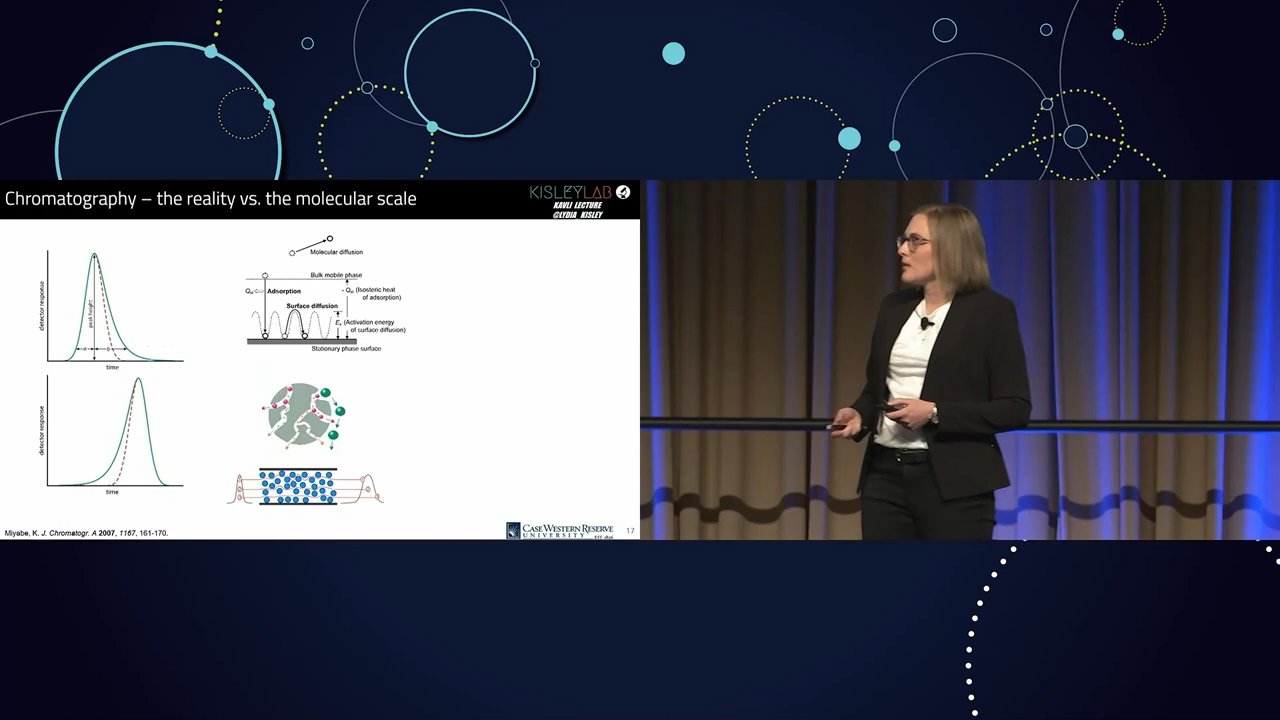 Chromatography – the reality vs. the molecular scale
KISLEYLAB
KAVLI LECTURE
@LYDIA_KISLEY
detector response
peak height
a
b
time
detector response
time
Molecular diffusion
Bulk mobile phase
Adsorption
(Isosteric heat
of adsorption)
Surface diffusion
(Activation energy
of surface diffusion)
Stationary phase surface
Miyabe, K. J. Chromatogr. A 2007, 1167, 161-170.
CASE WESTERN RESERVE
UNIVERSITY
17